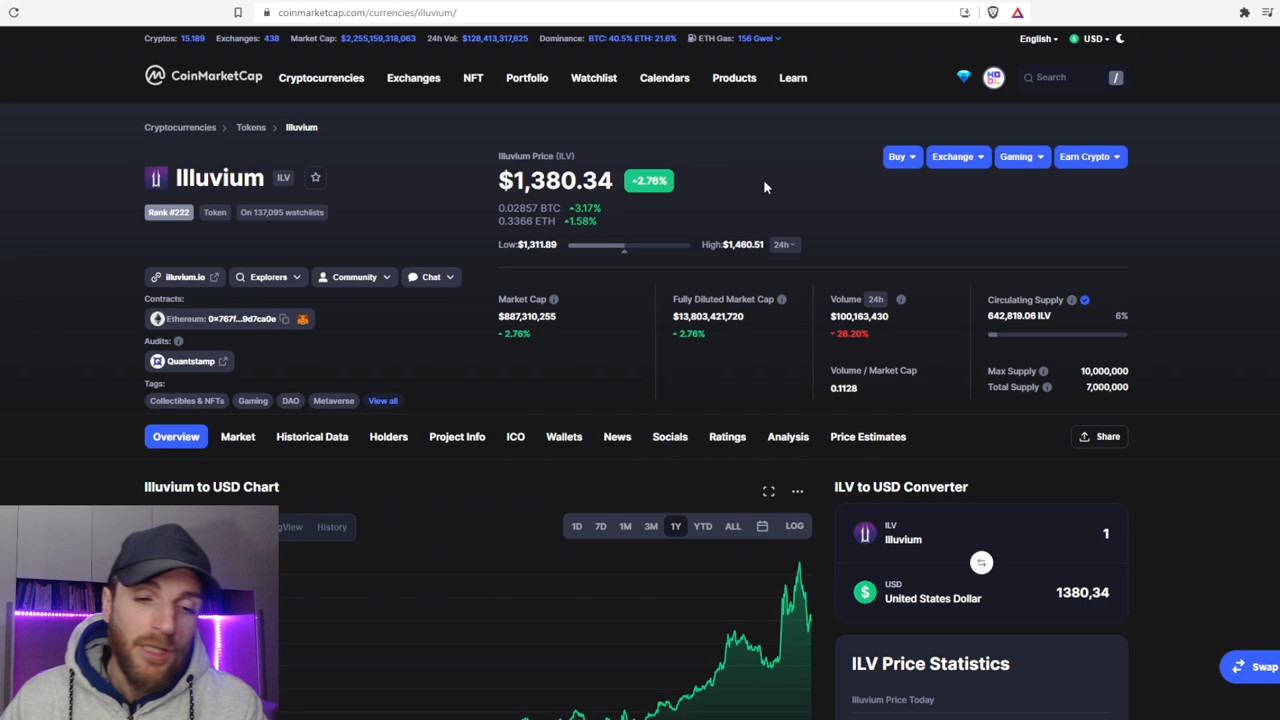 coinmarketcap.com/currencies/illuvium/
Cryptos: 15.189 Exchanges: 438 Market Cap: $2,255,159,318,063 24h Vol: $128,413,317,625 Dominance: BTC: 40.5% ETH: 21.6% ETH Gas: 156 Gwei English USD
CoinMarketCap Cryptocurrencies Exchanges NFT Portfolio Watchlist Calendars Products Learn Search /
Cryptocurrencies Tokens Illuvium
Illuvium ILV
Rank #222 Token On 137,095 watchlists
Illuvium Price (ILV)
$1,380.34 2.76%
0.02857 BTC 3.17%
0.3366 ETH 1.58%
Low:$1,311.89 High:$1,460.51 24h
Buy Exchange Gaming Earn Crypto
illuvium.io Explorers Community Chat
Contracts:
Ethereum: 0x767f...9d7ca0e
Audits:
Quantstamp
Tags:
Collectibles & NFTs Gaming DAO Metaverse View all
Market Cap
$887,310,255
2.76%
Fully Diluted Market Cap
$13,803,421,720
2.76%
Volume 24h
$100,163,430
26.20%
Volume / Market Cap
0.1128
Circulating Supply
642,819.06 ILV 6%
Max Supply 10,000,000
Total Supply 7,000,000
Overview Market Historical Data Holders Project Info ICO Wallets News Socials Ratings Analysis Price Estimates Share
Illuvium to USD Chart
gView History 1D 7D 1M 3M 1Y YTD ALL LOG
ILV to USD Converter
ILV
Illuvium 1
USD
United States Dollar 1380,34
Swap
ILV Price Statistics
Illuvium Price Today